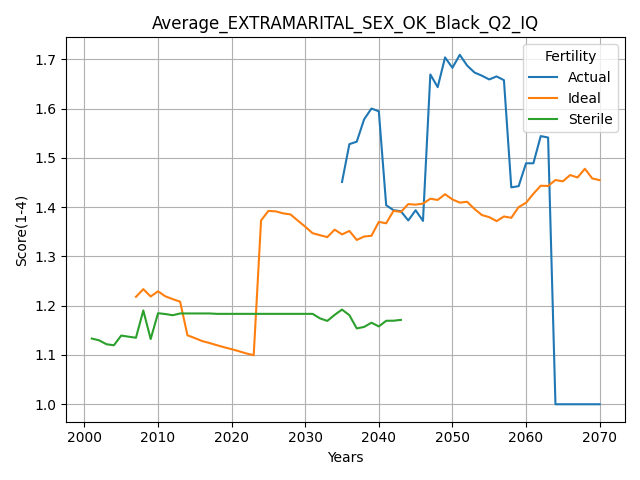 Average_EXTRAMARITAL_SEX_OK_Black_Q2_IQ
Fertility
Actual
Ideal
Sterile
Score(1-4)
1.7
1.6
1.5
1.4
1.3
1.2
1.1
1.0
2000 2010 2020 2030 2040 2050 2060 2070
Years